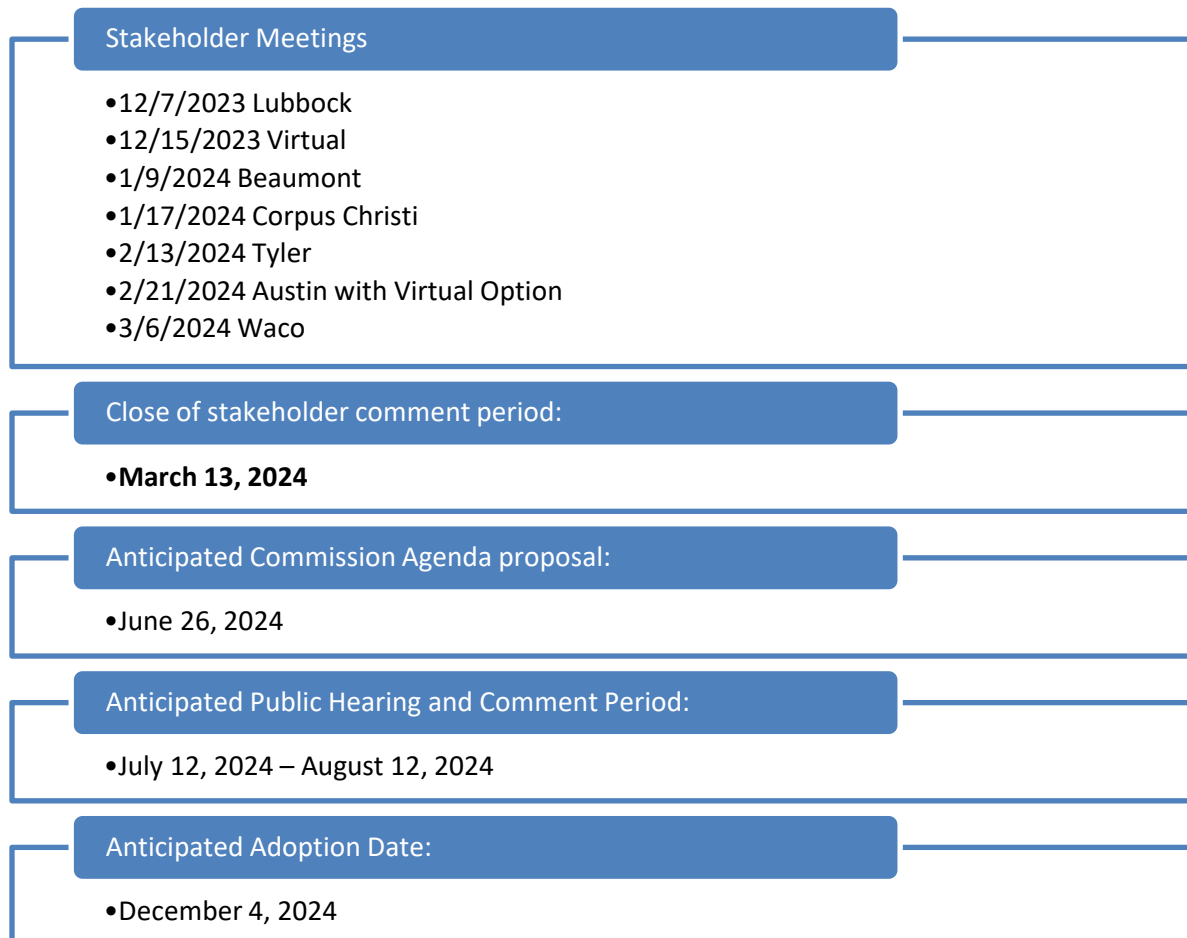 Stakeholder Meetings
•12/7/2023 Lubbock
•12/15/2023 Virtual
•1/9/2024 Beaumont
•1/17/2024 Corpus Christi
•2/13/2024 Tyler
•2/21/2024 Austin with Virtual Option
•3/6/2024 Waco
Close of stakeholder comment period:
•March 13, 2024
Anticipated Commission Agenda proposal:
•June 26, 2024
Anticipated Public Hearing and Comment Period:
•July 12, 2024 – August 12, 2024
Anticipated Adoption Date:
•December 4, 2024